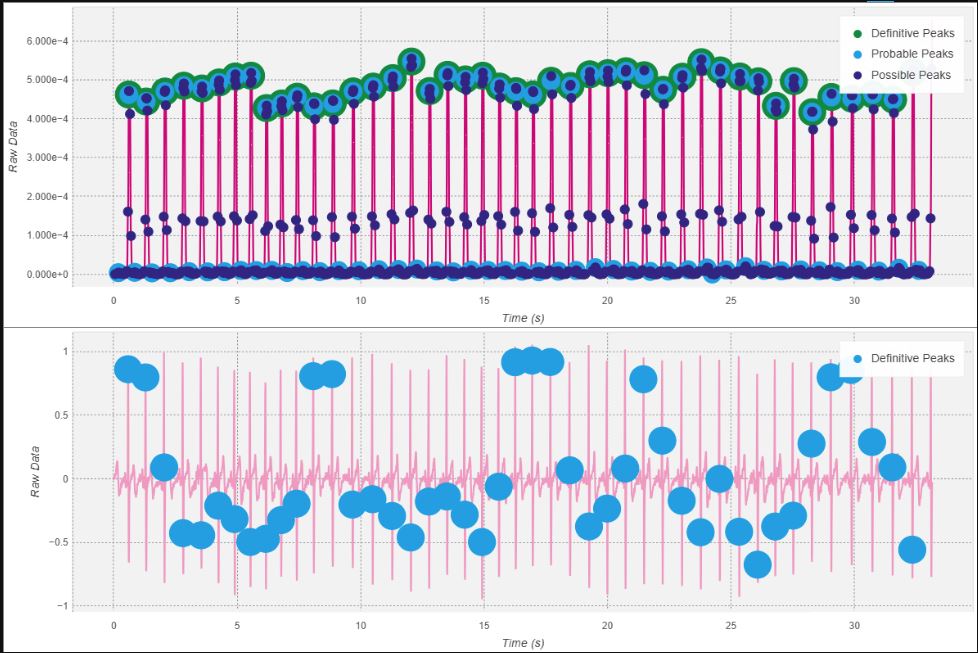 Definitive Peaks
Probable Peaks
Possible Peaks
6.000e−4
5.000e−4
4.000e−4
3.000e−4
2.000e−4
1.000e−4
0.000e+0
Raw Data
0 5 10 15 20 25 30
Time (s)
Definitive Peaks
1
0.5
0
−0.5
−1
Raw Data
0 5 10 15 20 25 30
Time (s)